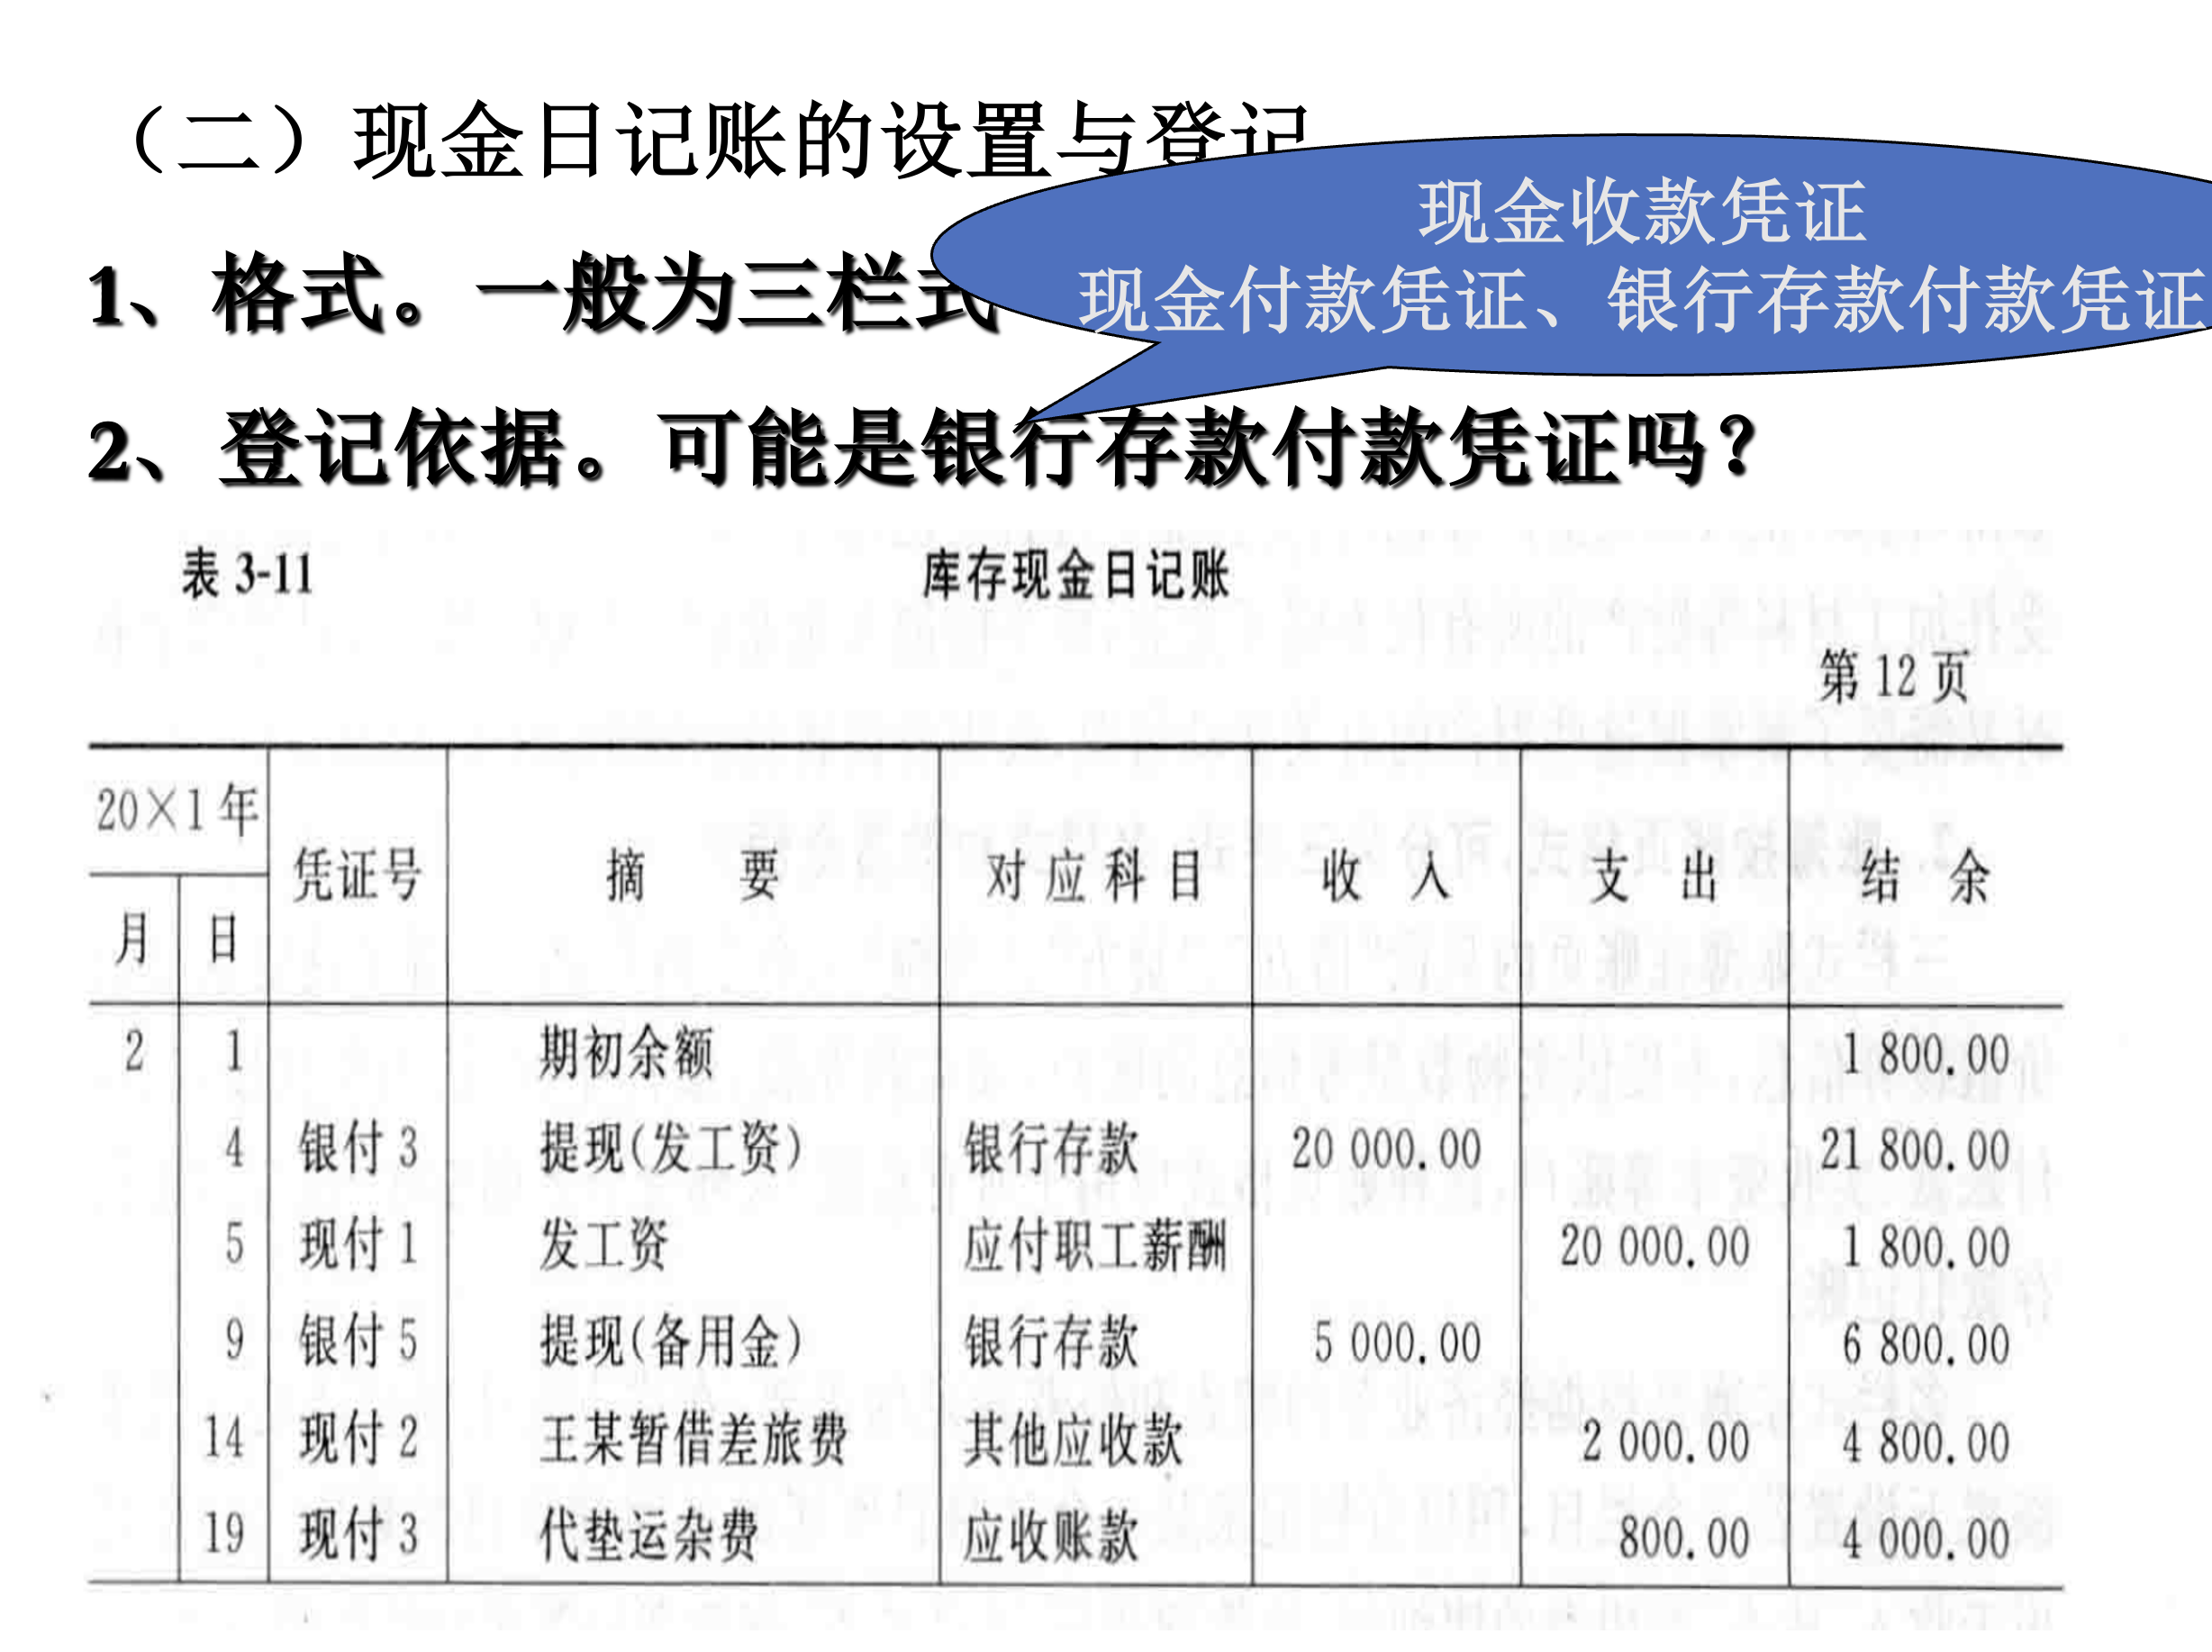 （二）现金日记账的设置与登记
现金收款凭证
现金付款凭证、银行存款付款凭证
1、格式。一般为三栏式
2、登记依据。可能是银行存款付款凭证吗？
表 3-11 库存现金日记账
第 12 页
20×1 年 凭证号 摘 要 对应科目 收 入 支 出 结 余
月 日
2 1 期初余额 1 800.00
4 银付 3 提现(发工资) 银行存款 20 000.00 21 800.00
5 现付 1 发工资 应付职工薪酬 20 000.00 1 800.00
9 银付 5 提现(备用金) 银行存款 5 000.00 6 800.00
14 现付 2 王某暂借差旅费 其他应收款 2 000.00 4 800.00
19 现付 3 代垫运杂费 应收账款 800.00 4 000.00